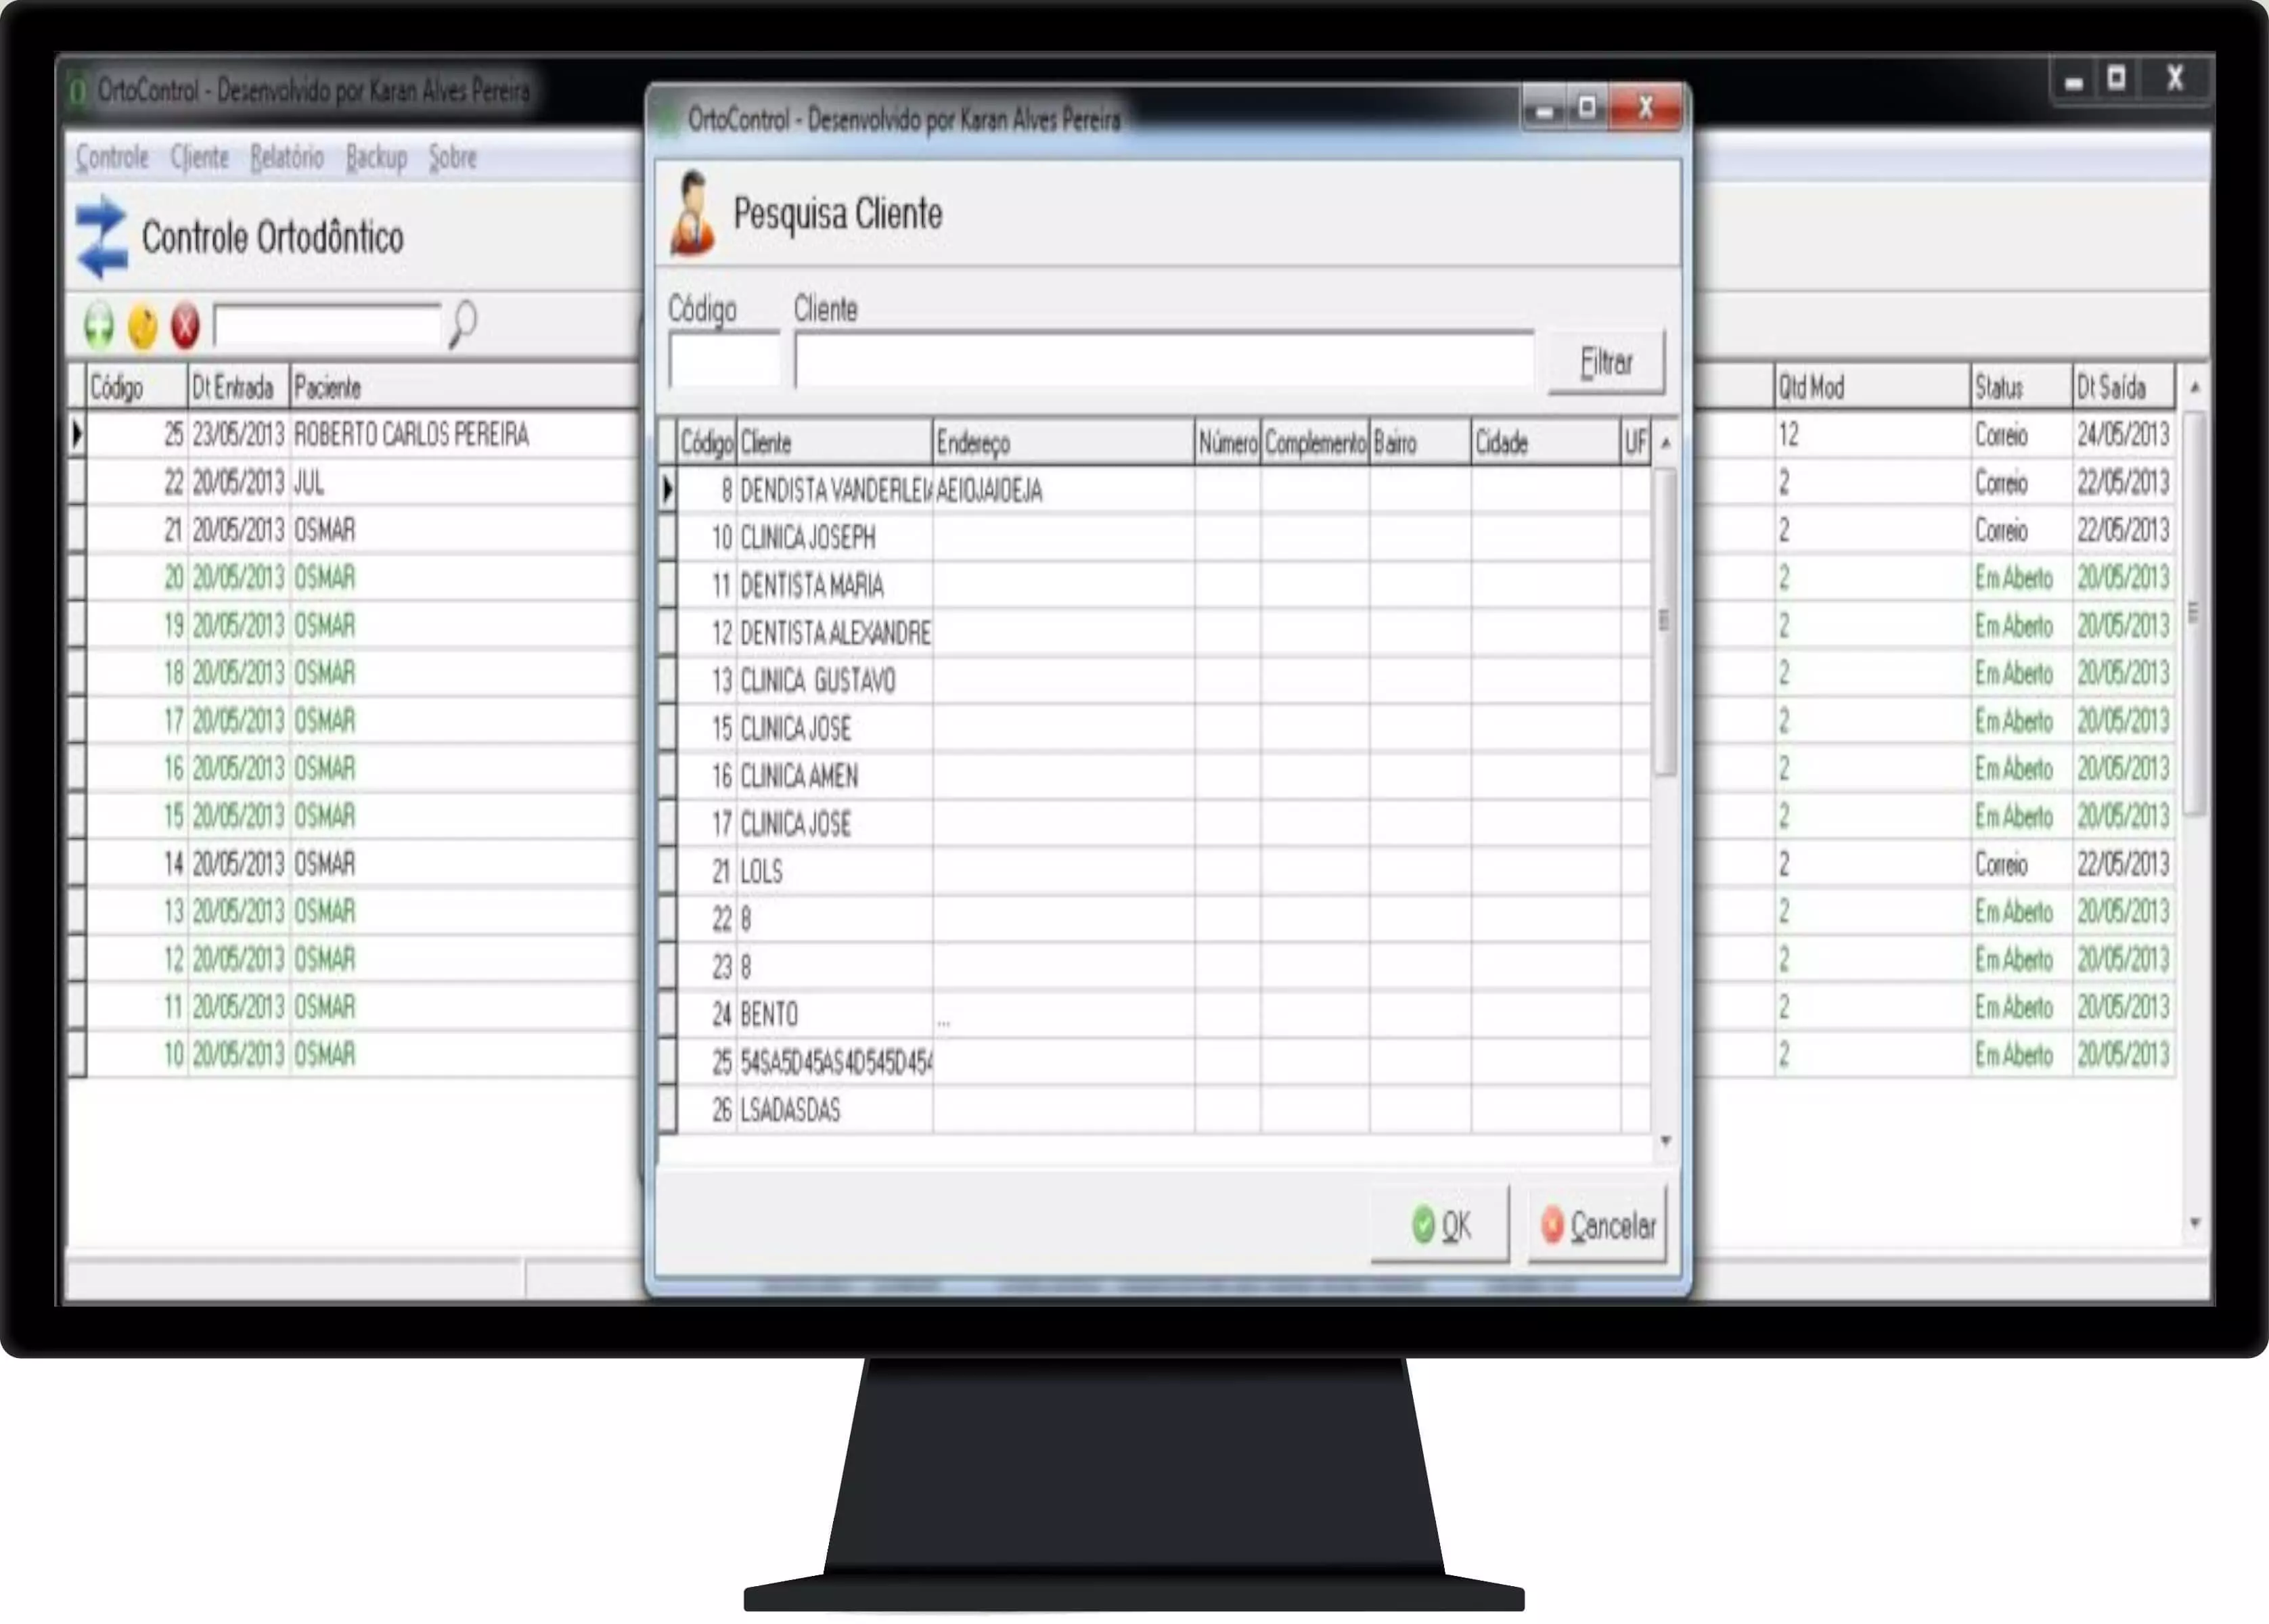 OrtoControl - Desenvolvido por Karan Alves Pereira
Controle Cliente Relatório Backup Sobre
Controle Ortodôntico
Código Dt Entrada Paciente
25 23/05/2013 ROBERTO CARLOS PEREIRA
22 20/05/2013 JUL
21 20/05/2013 OSMAR
20 20/05/2013 OSMAR
19 20/05/2013 OSMAR
18 20/05/2013 OSMAR
17 20/05/2013 OSMAR
16 20/05/2013 OSMAR
15 20/05/2013 OSMAR
14 20/05/2013 OSMAR
13 20/05/2013 OSMAR
12 20/05/2013 OSMAR
11 20/05/2013 OSMAR
10 20/05/2013 OSMAR
OrtoControl - Desenvolvido por Karan Alves Pereira
Pesquisa Cliente
Código Cliente
Filtrar
Código Cliente Endereço Número Complemento Bairro Cidade UF
8 DENDISTA VANDERLEIA AEIOJAIOEJA
10 CLINICA JOSEPH
11 DENTISTA MARIA
12 DENTISTA ALEXANDRE
13 CLINICA GUSTAVO
15 CLINICA JOSE
16 CLINICA AMEN
17 CLINICA JOSE
21 LOLS
22 8
23 8
24 BENTO ...
25 54SA5D45AS4D545D454
26 LSADASDAS
OK Cancelar
Qtd Mod Status Dt Saída
12 Correio 24/05/2013
2 Correio 22/05/2013
2 Correio 22/05/2013
2 Em Aberto 20/05/2013
2 Em Aberto 20/05/2013
2 Em Aberto 20/05/2013
2 Em Aberto 20/05/2013
2 Em Aberto 20/05/2013
2 Em Aberto 20/05/2013
2 Correio 22/05/2013
2 Em Aberto 20/05/2013
2 Em Aberto 20/05/2013
2 Em Aberto 20/05/2013
2 Em Aberto 20/05/2013